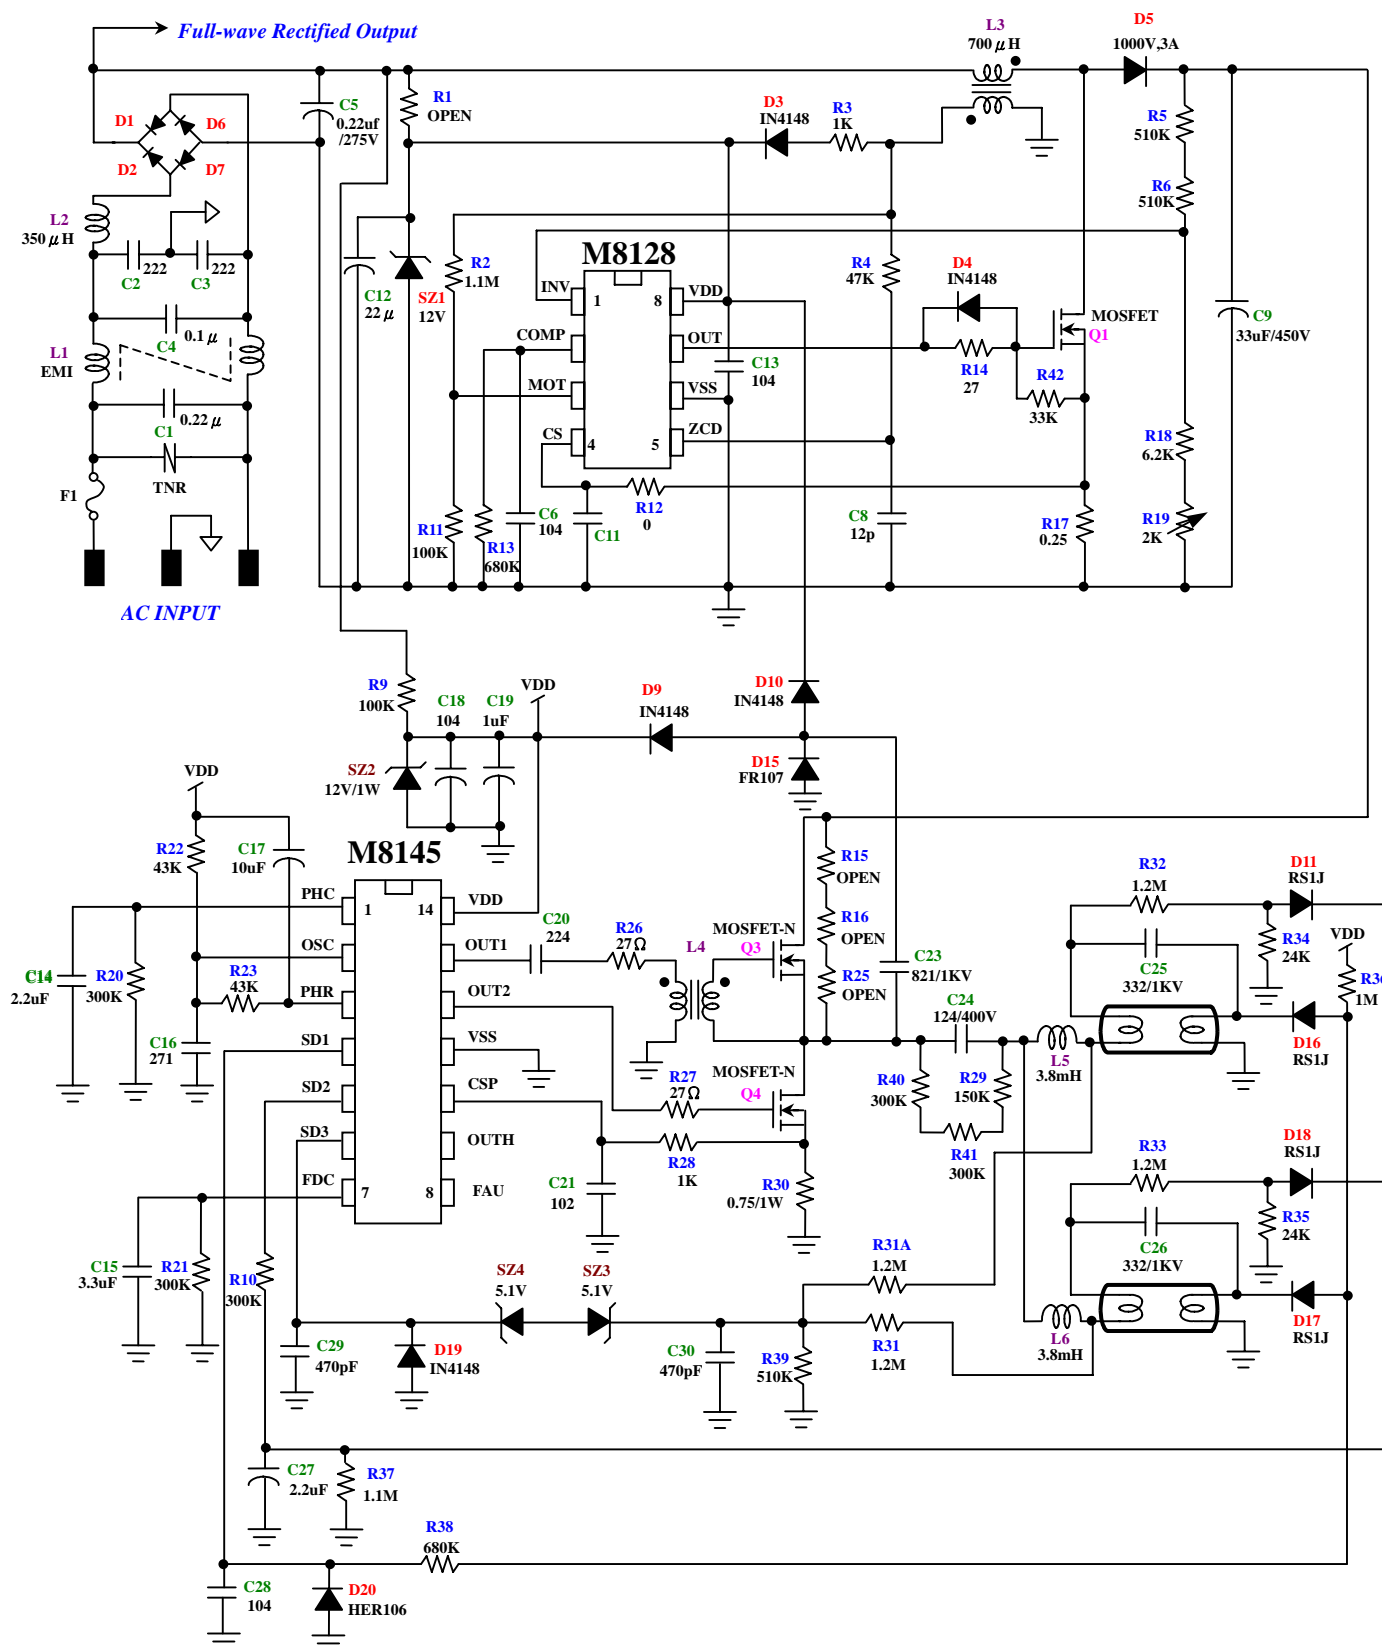 Full-wave Rectified Output
L3
700 μ H
D5
1000V,3A
D1
D6
D2
D7
C5
0.22uf
/275V
R1
OPEN
D3
IN4148
R3
1K
R5
510K
R6
510K
L2
350 μ H
222
222
C2
C3
C12
22 μ
SZ1
12V
R2
1.1M
M8128
INV
1
8
VDD
COMP
OUT
MOT
VSS
CS
4
5
ZCD
R4
47K
D4
IN4148
R14
27
R42
33K
MOSFET
Q1
C9
33uF/450V
C13
104
0.1 μ
C4
L1
EMI
0.22 μ
C1
TNR
F1
R18
6.2K
R19
2K
R11
100K
R13
680K
C6
104
C11
R12
0
C8
12p
R17
0.25
AC INPUT
R9
100K
C18
104
C19
1uF
VDD
D9
IN4148
D10
IN4148
D15
FR107
SZ2
12V/1W
VDD
R22
43K
C17
10uF
M8145
PHC
1
14
VDD
OSC
OUT1
PHR
OUT2
SD1
VSS
SD2
CSP
SD3
OUTH
FDC
7
8
FAU
C14
2.2uF
R20
300K
R23
43K
C16
271
C20
224
R26
27Ω
L4
MOSFET-N
Q3
R15
OPEN
R16
OPEN
R25
OPEN
C23
821/1KV
C24
124/400V
R32
1.2M
D11
RS1J
R34
24K
VDD
C25
332/1KV
R36
1M
D16
RS1J
L5
3.8mH
R27
27Ω
MOSFET-N
Q4
R40
300K
R29
150K
R41
300K
R28
1K
C21
102
R30
0.75/1W
R33
1.2M
D18
RS1J
R35
24K
C26
332/1KV
D17
RS1J
L6
3.8mH
C15
3.3uF
R21
300K
R10
300K
SZ4
5.1V
SZ3
5.1V
R31A
1.2M
R31
1.2M
C29
470pF
D19
IN4148
C30
470pF
R39
510K
C27
2.2uF
R37
1.1M
R38
680K
C28
104
D20
HER106